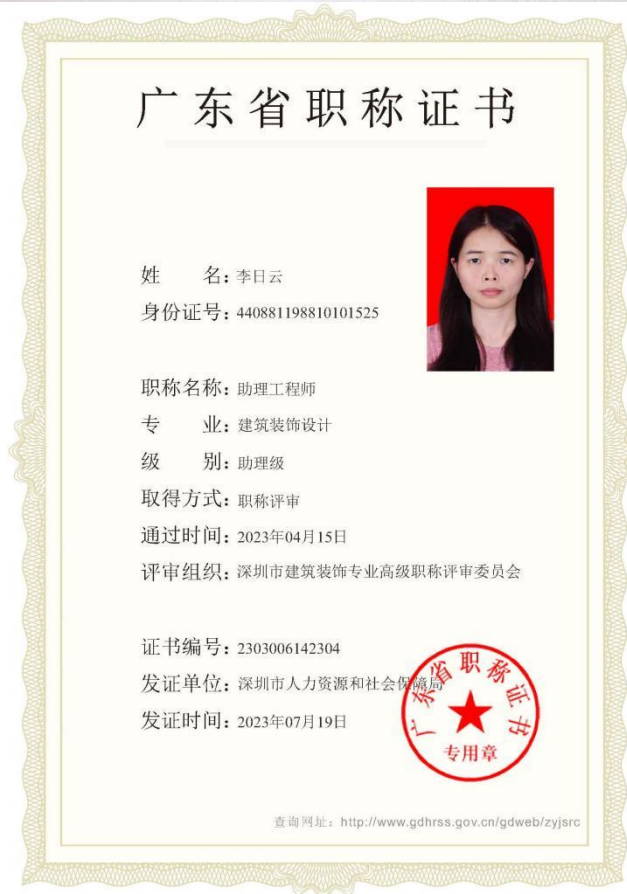 广东省职称证书
姓 名：李日云
身份证号：440881198810101525
职称名称：助理工程师
专 业：建筑装饰设计
级 别：助理级
取得方式：职称评审
通过时间：2023年04月15日
评审组织：深圳市建筑装饰专业高级职称评审委员会
证书编号：2303006142304
发证单位：深圳市人力资源和社会保障局
发证时间：2023年07月19日
广东省职称证书
专用章
查询网址：http://www.gdhrss.gov.cn/gdweb/zyjsrc